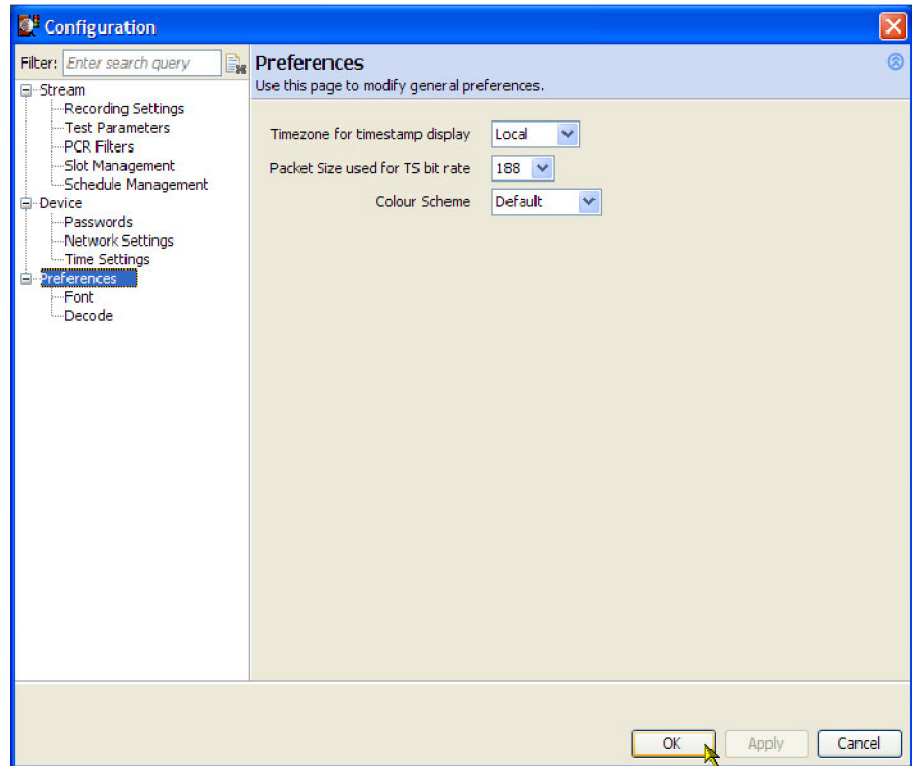 Configuration
Filter: Enter search query
Stream
Recording Settings
Test Parameters
PCR Filters
Slot Management
Schedule Management
Device
Passwords
Network Settings
Time Settings
Preferences
Font
Decode
Preferences
Use this page to modify general preferences.
Timezone for timestamp display Local
Packet Size used for TS bit rate 188
Colour Scheme Default
OK Apply Cancel